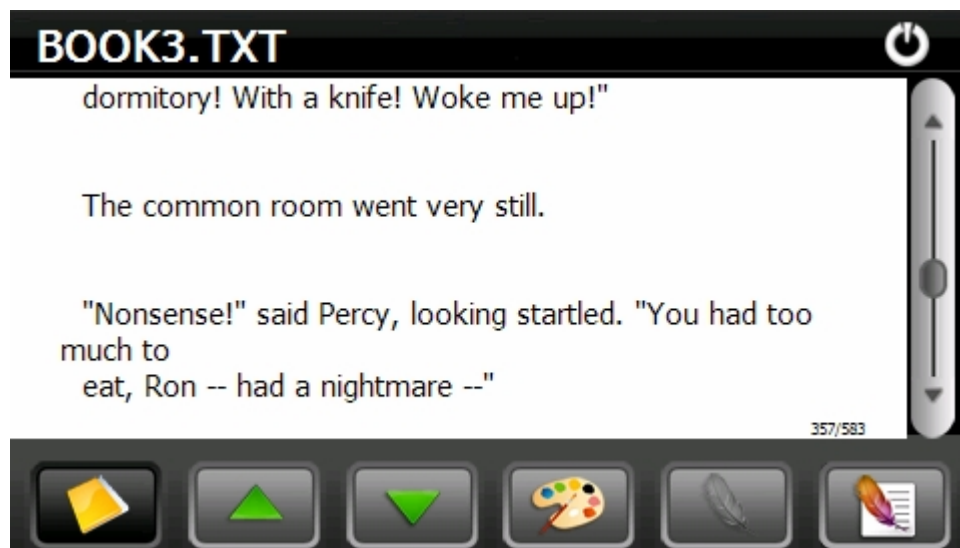 BOOK3.TXT
dormitory! With a knife! Woke me up!"
The common room went very still.
"Nonsense!" said Percy, looking startled. "You had too
much to
eat, Ron -- had a nightmare --"
357/583